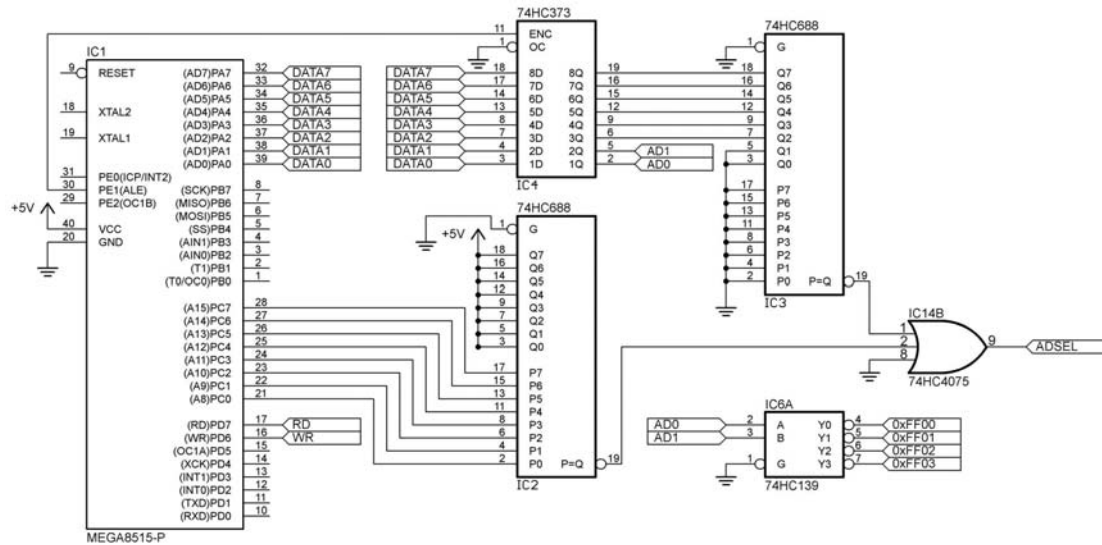 IC1
9 RESET
18 XTAL2
19 XTAL1
31 PE0(ICP/INT2)
30 PE1(ALE)
29 PE2(OC1B)
+5V
40 VCC
20 GND
(AD7)PA7 32 DATA7
(AD6)PA6 33 DATA6
(AD5)PA5 34 DATA5
(AD4)PA4 35 DATA4
(AD3)PA3 36 DATA3
(AD2)PA2 37 DATA2
(AD1)PA1 38 DATA1
(AD0)PA0 39 DATA0
(SCK)PB7 8
(MISO)PB6 7
(MOSI)PB5 6
(SS)PB4 5
(AIN1)PB3 4
(AIN0)PB2 3
(T1)PB1 2
(T0/OC0)PB0 1
(A15)PC7 28
(A14)PC6 27
(A13)PC5 26
(A12)PC4 25
(A11)PC3 24
(A10)PC2 23
(A9)PC1 22
(A8)PC0 21
(RD)PD7 17 RD
(WR)PD6 16 WR
(OC1A)PD5 15
(XCK)PD4 14
(INT1)PD3 13
(INT0)PD2 12
(TXD)PD1 11
(RXD)PD0 10
MEGA8515-P
74HC373
11 ENC
1 OC
DATA7 18 8D 8Q 19
DATA6 17 7D 7Q 16
DATA5 14 6D 6Q 15
DATA4 13 5D 5Q 12
DATA3 8 4D 4Q 9
DATA2 7 3D 3Q 6
DATA1 4 2D 2Q 5 AD1
DATA0 3 1D 1Q 2 AD0
IC4
74HC688
1 G
+5V
18 Q7
16 Q6
14 Q5
12 Q4
9 Q3
7 Q2
5 Q1
3 Q0
17 P7
15 P6
13 P5
11 P4
8 P3
6 P2
4 P1
2 P0 P=Q 19
IC2
74HC688
1 G
18 Q7
16 Q6
14 Q5
12 Q4
9 Q3
7 Q2
5 Q1
3 Q0
17 P7
15 P6
13 P5
11 P4
8 P3
6 P2
4 P1
2 P0 P=Q 19
IC3
IC14B
1
2
8
9 ADSEL
74HC4075
IC6A
AD0 2 A Y0 4 0xFF00
AD1 3 B Y1 5 0xFF01
Y2 6 0xFF02
1 G Y3 7 0xFF03
74HC139